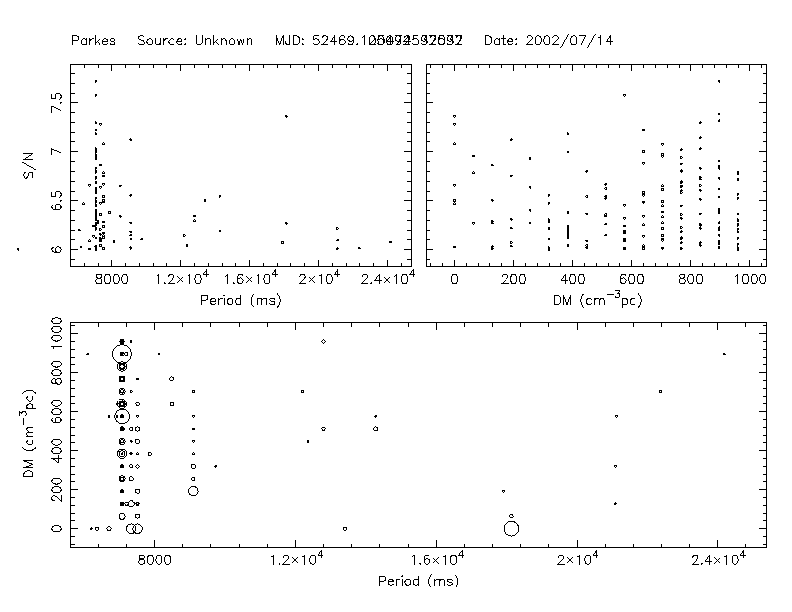 Parkes Source: Unknown MJD: Date: 2002/07/14
S/N
7.5
7
6.5
6
8000 1.2×10⁴ 1.6×10⁴ 2×10⁴ 2.4×10⁴
Period (ms)
0 200 400 600 800 1000
DM (cm⁻³pc)
DM (cm⁻³pc)
1000
800
600
400
200
0
8000 1.2×10⁴ 1.6×10⁴ 2×10⁴ 2.4×10⁴
Period (ms)